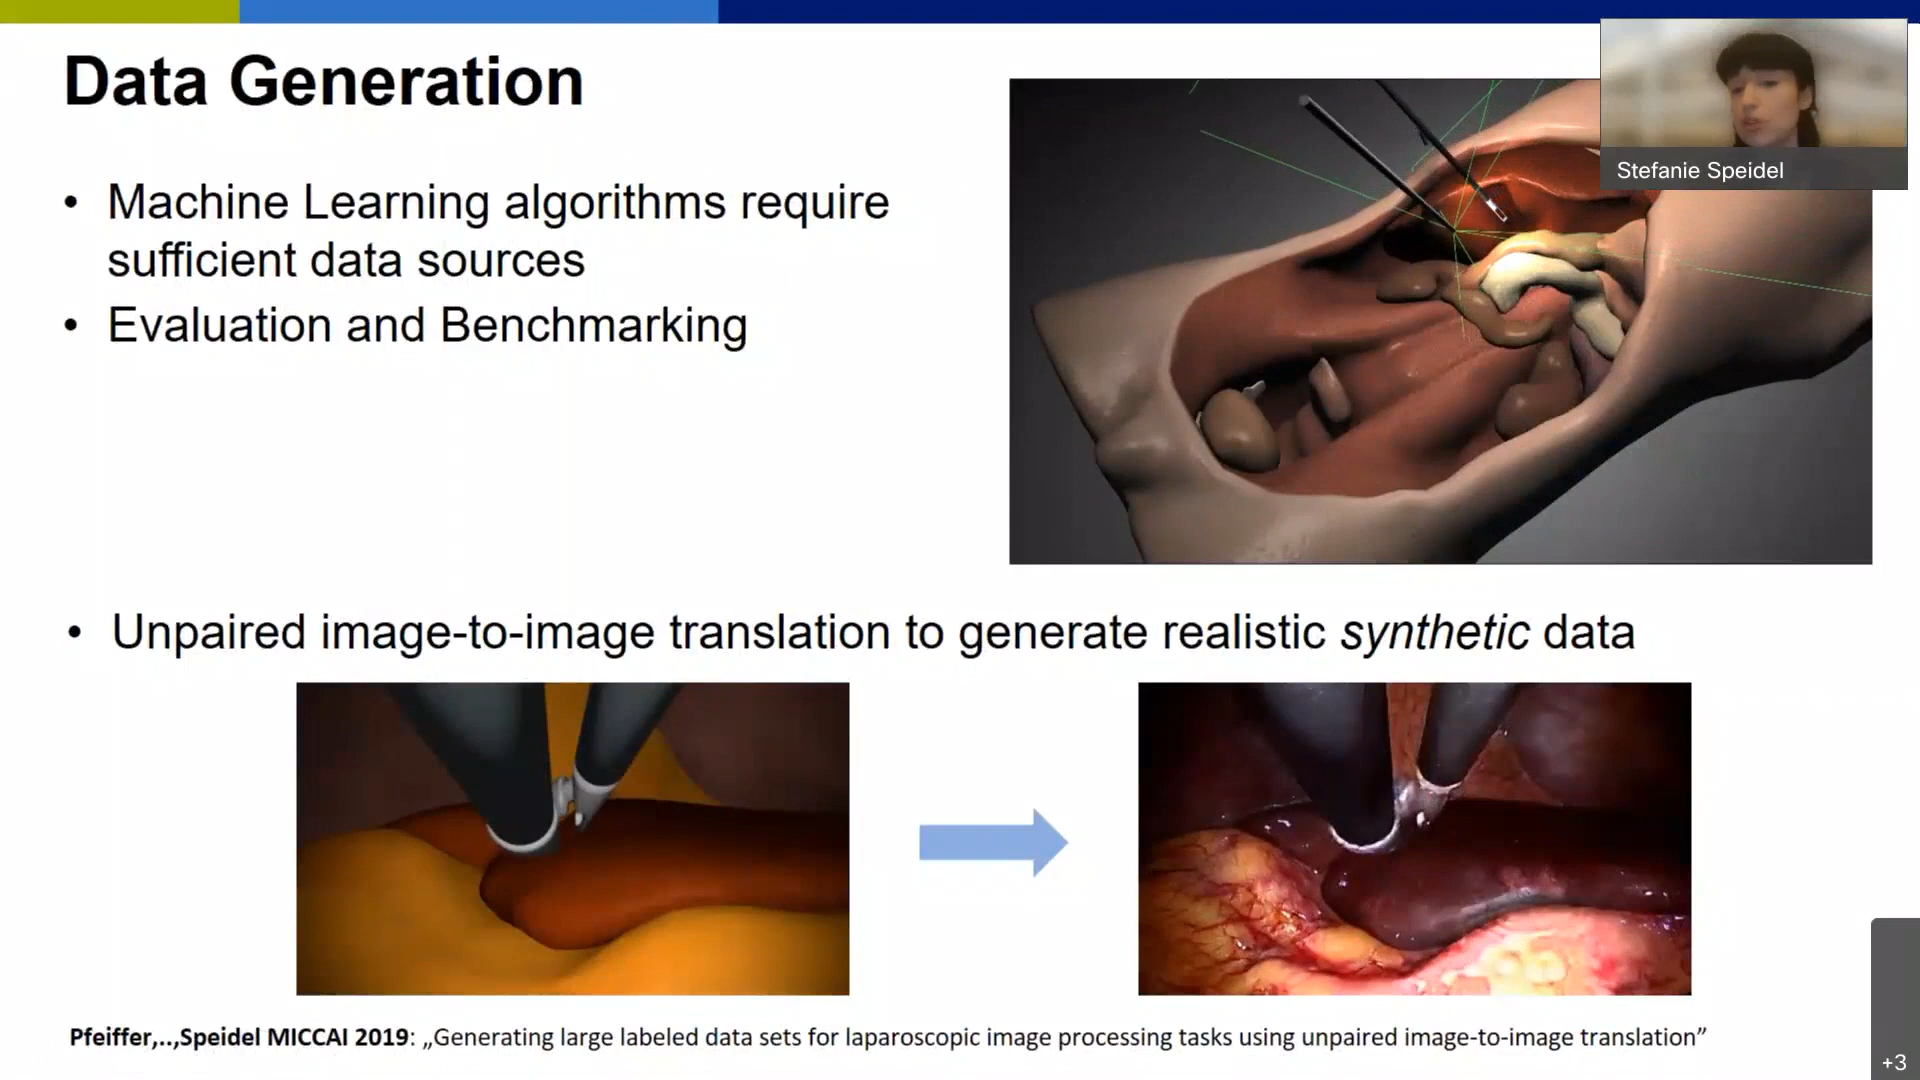 Data Generation
Stefanie Speidel
• Machine Learning algorithms require
sufficient data sources
• Evaluation and Benchmarking
• Unpaired image-to-image translation to generate realistic synthetic data
Pfeiffer,..,Speidel MICCAI 2019: „Generating large labeled data sets for laparoscopic image processing tasks using unpaired image-to-image translation”
+3